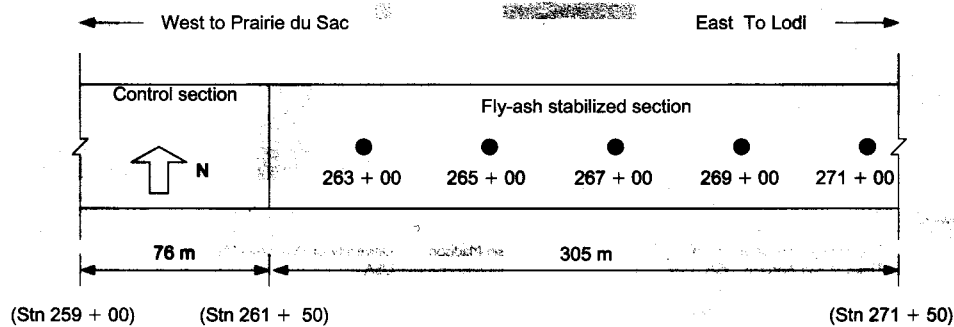 West to Prairie du Sac
East To Lodi
Control section
Fly-ash stabilized section
N
263 + 00
265 + 00
267 + 00
269 + 00
271 + 00
76 m
305 m
(Stn 259 + 00)
(Stn 261 + 50)
(Stn 271 + 50)